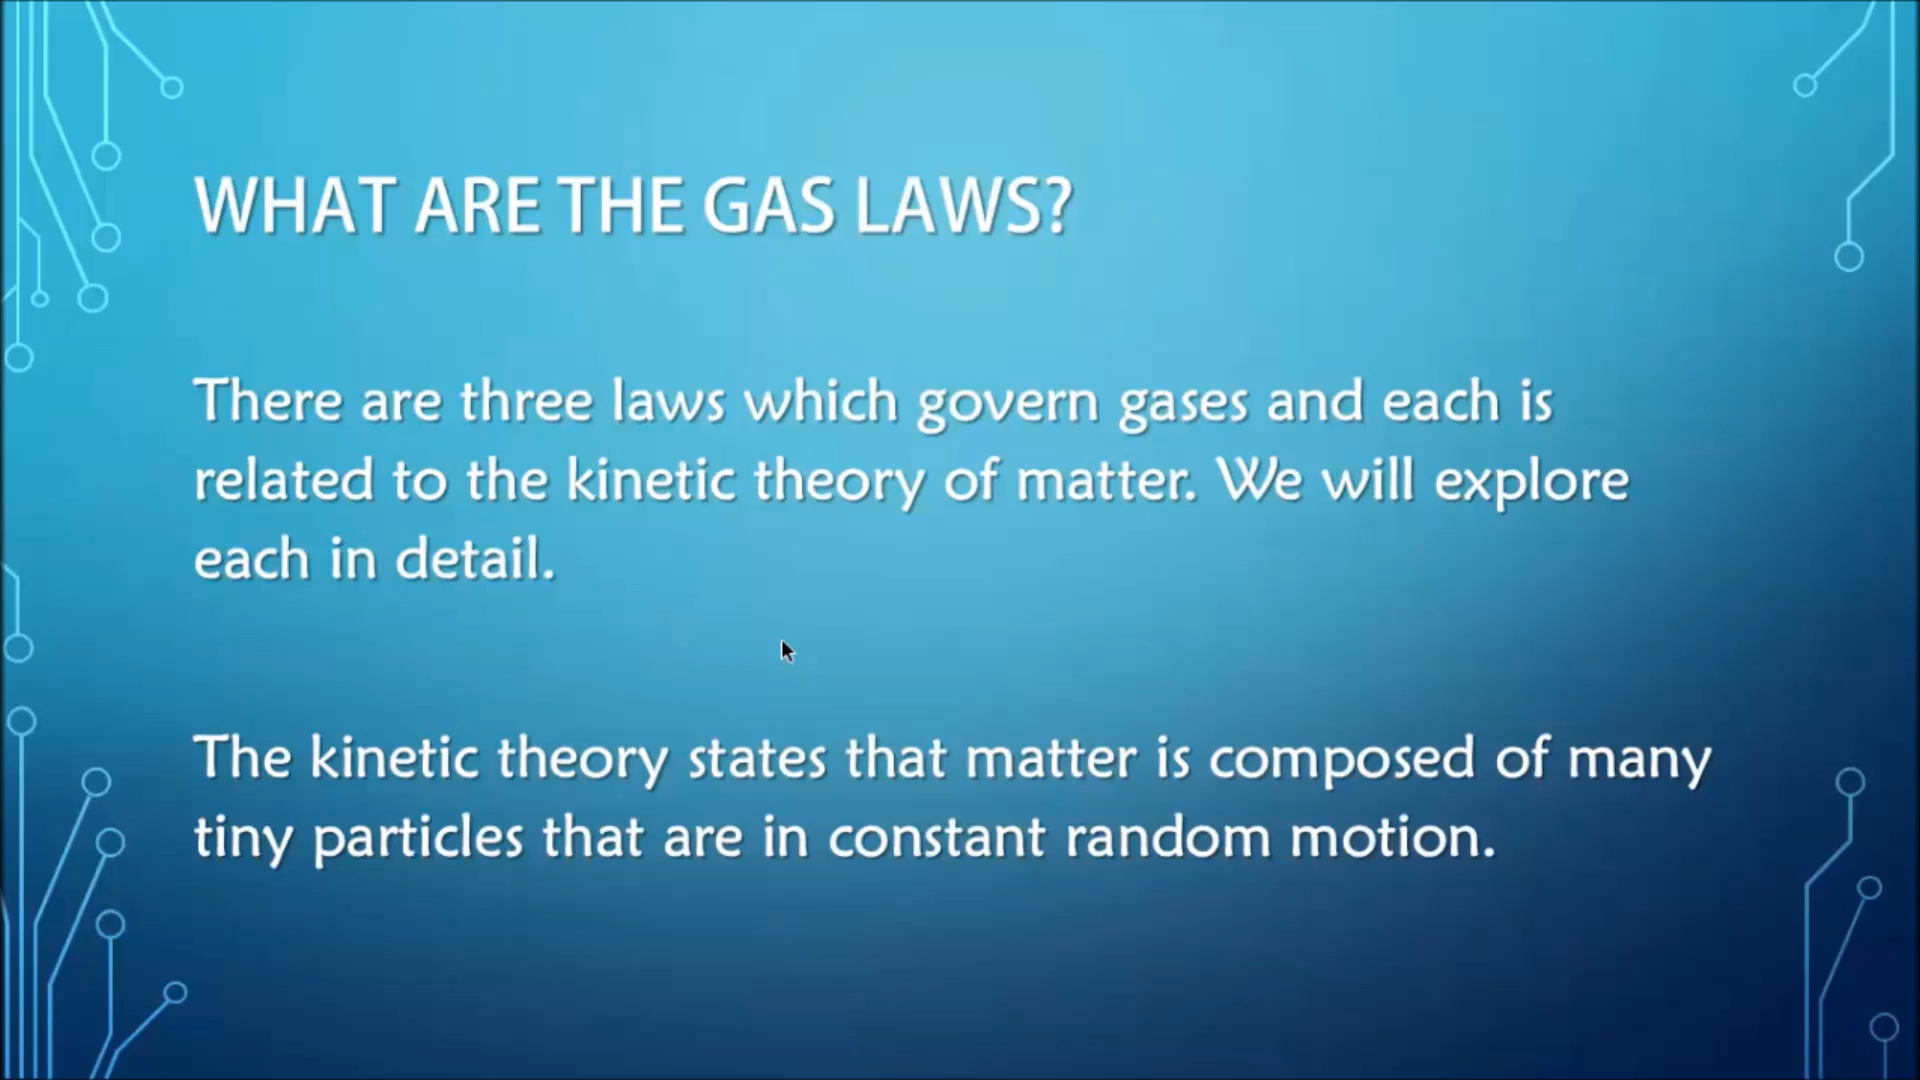 WHAT ARE THE GAS LAWS?
There are three laws which govern gases and each is
related to the kinetic theory of matter. We will explore
each in detail.
The kinetic theory states that matter is composed of many
tiny particles that are in constant random motion.